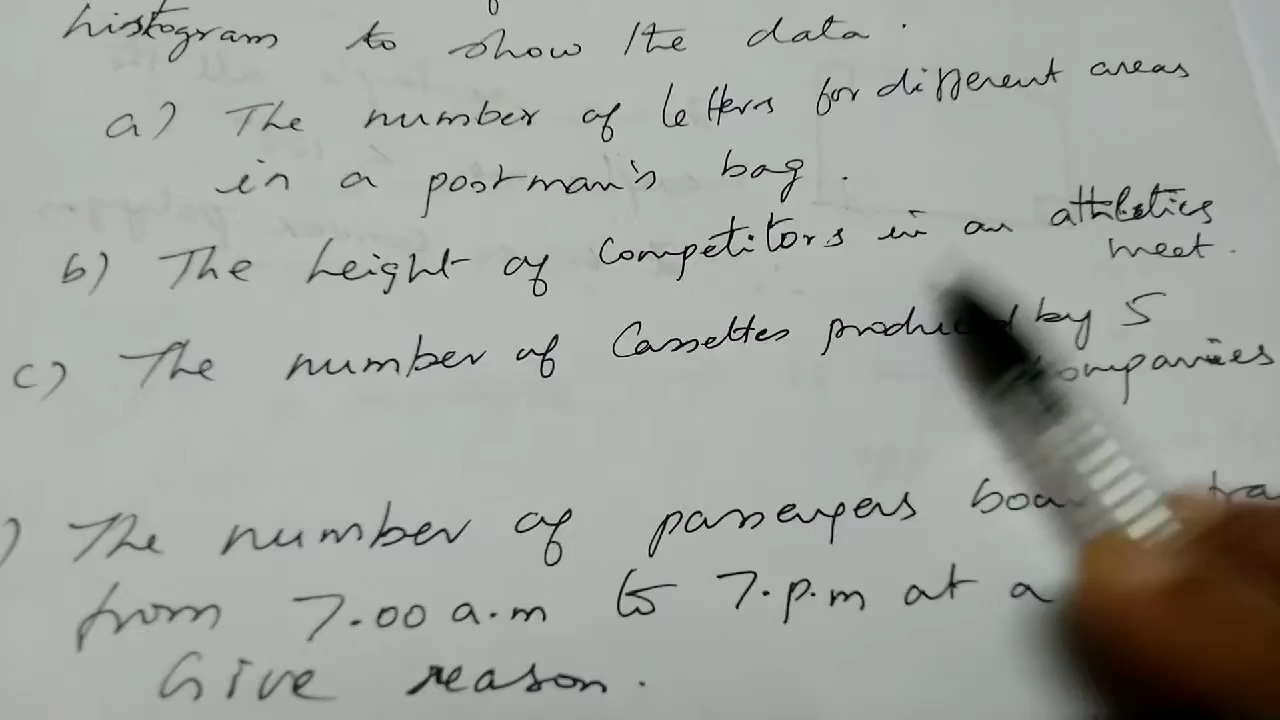 histogram to show the data.
a) The number of letters for different areas
in a postman's bag.
b) The height of competitors in an athletics
meet.
c) The number of Cassettes produced by 5
companies
) The number of passengers
from 7.00 a.m to 7.p.m at a
Give reason.